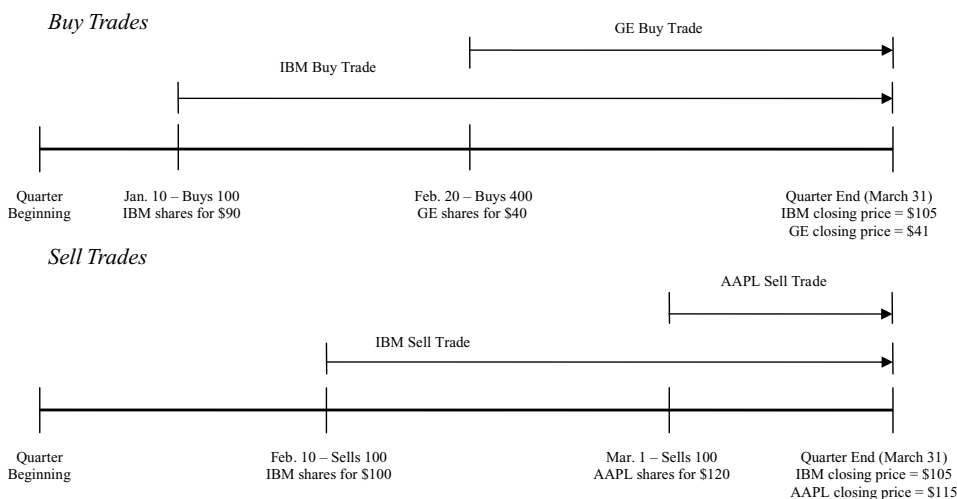 Buy Trades
GE Buy Trade
IBM Buy Trade
Quarter
Beginning
Jan. 10 – Buys 100
IBM shares for $90
Feb. 20 – Buys 400
GE shares for $40
Quarter End (March 31)
IBM closing price = $105
GE closing price = $41
Sell Trades
AAPL Sell Trade
IBM Sell Trade
Quarter
Beginning
Feb. 10 – Sells 100
IBM shares for $100
Mar. 1 – Sells 100
AAPL shares for $120
Quarter End (March 31)
IBM closing price = $105
AAPL closing price = $115